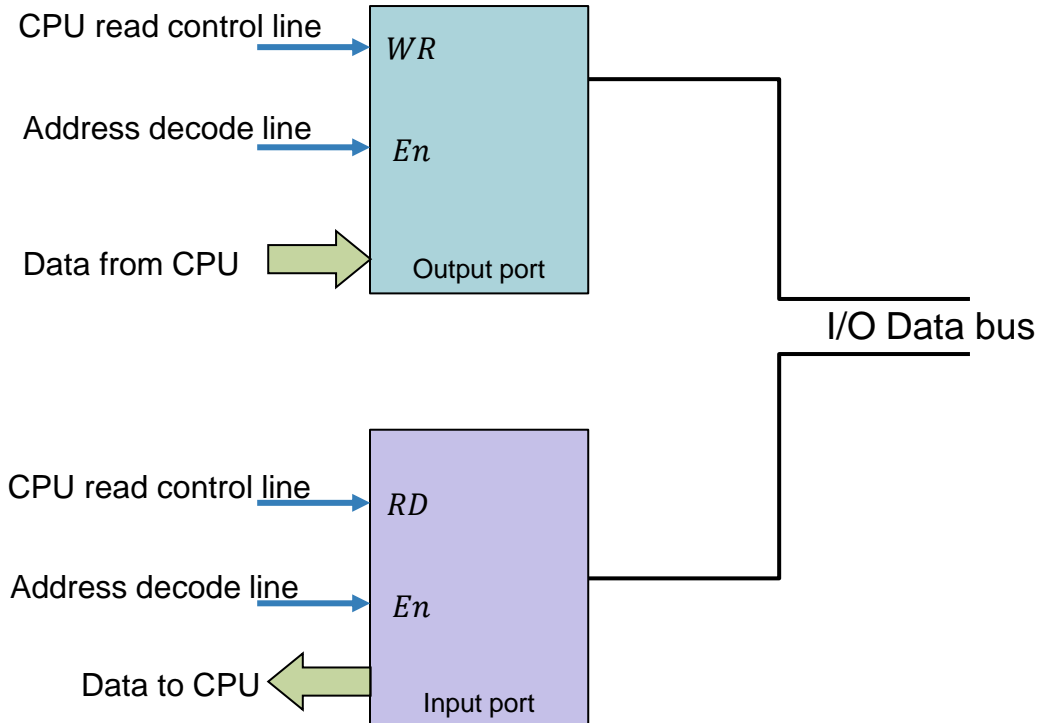 CPU read control line
WR
Address decode line
En
Data from CPU
Output port
I/O Data bus
CPU read control line
RD
Address decode line
En
Data to CPU
Input port